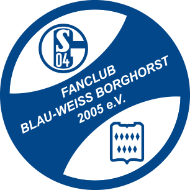 S
04
FANCLUB
BLAU-WEISS BORGHORST
2005 e.V.